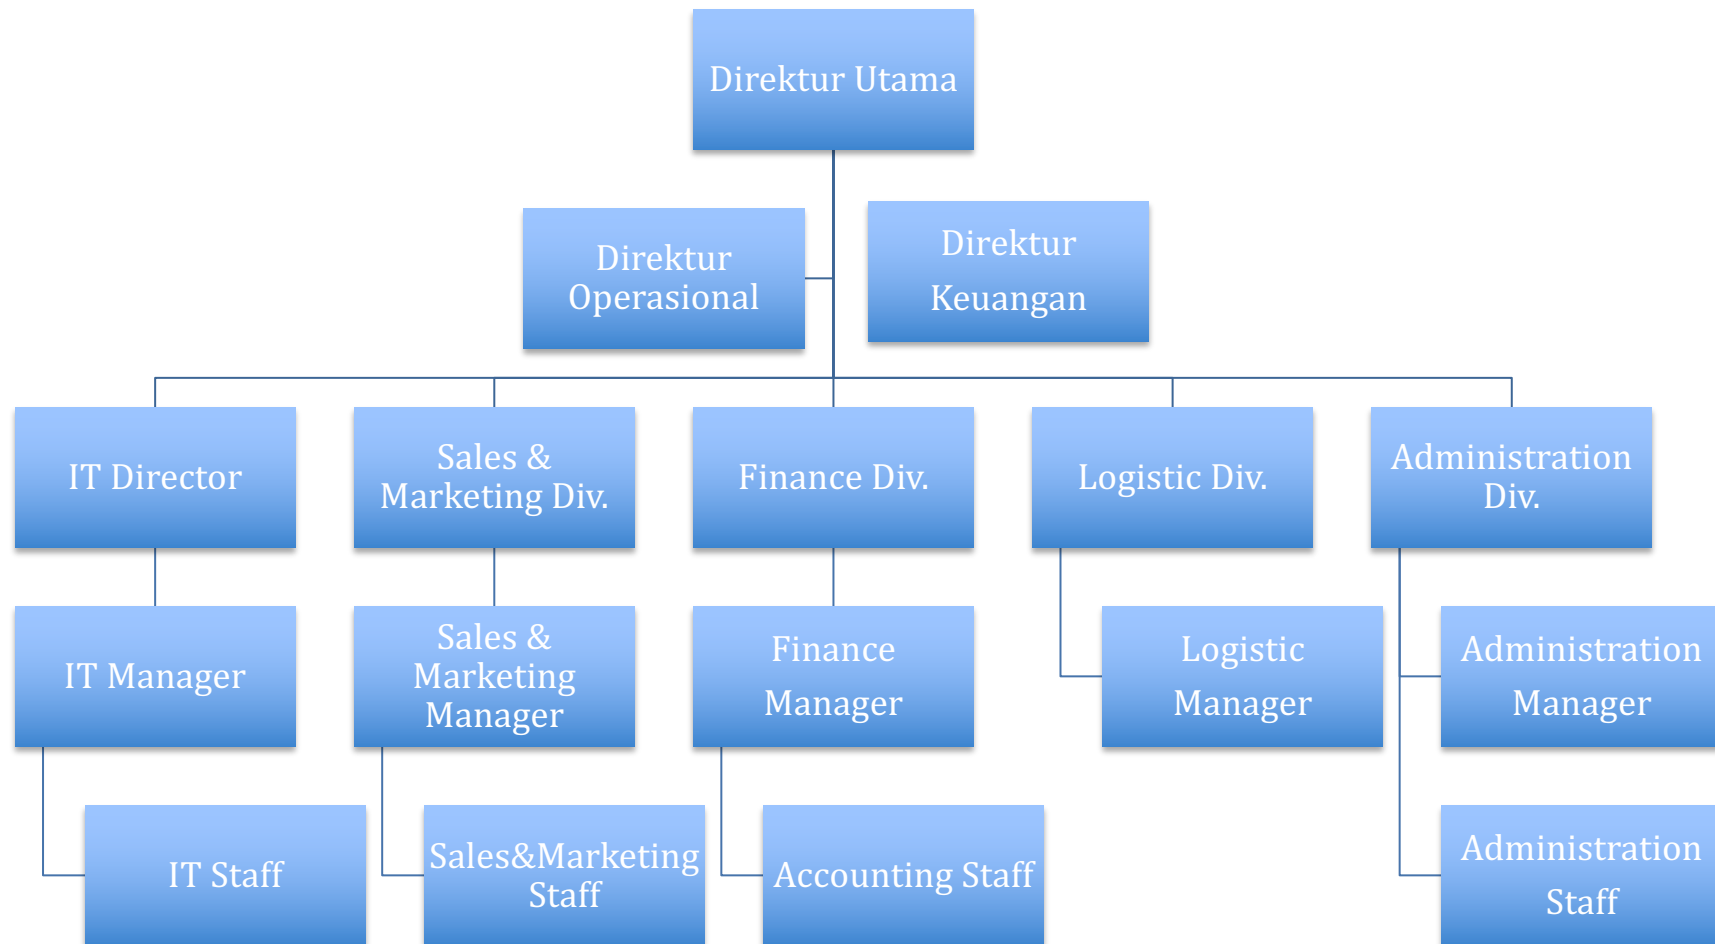 Direktur Utama
Direktur
Operasional
Direktur
Keuangan
IT Director
Sales &
Marketing Div.
Finance Div.
Logistic Div.
Administration
Div.
IT Manager
Sales &
Marketing
Manager
Finance
Manager
Logistic
Manager
Administration
Manager
IT Staff
Sales&Marketing
Staff
Accounting Staff
Administration
Staff